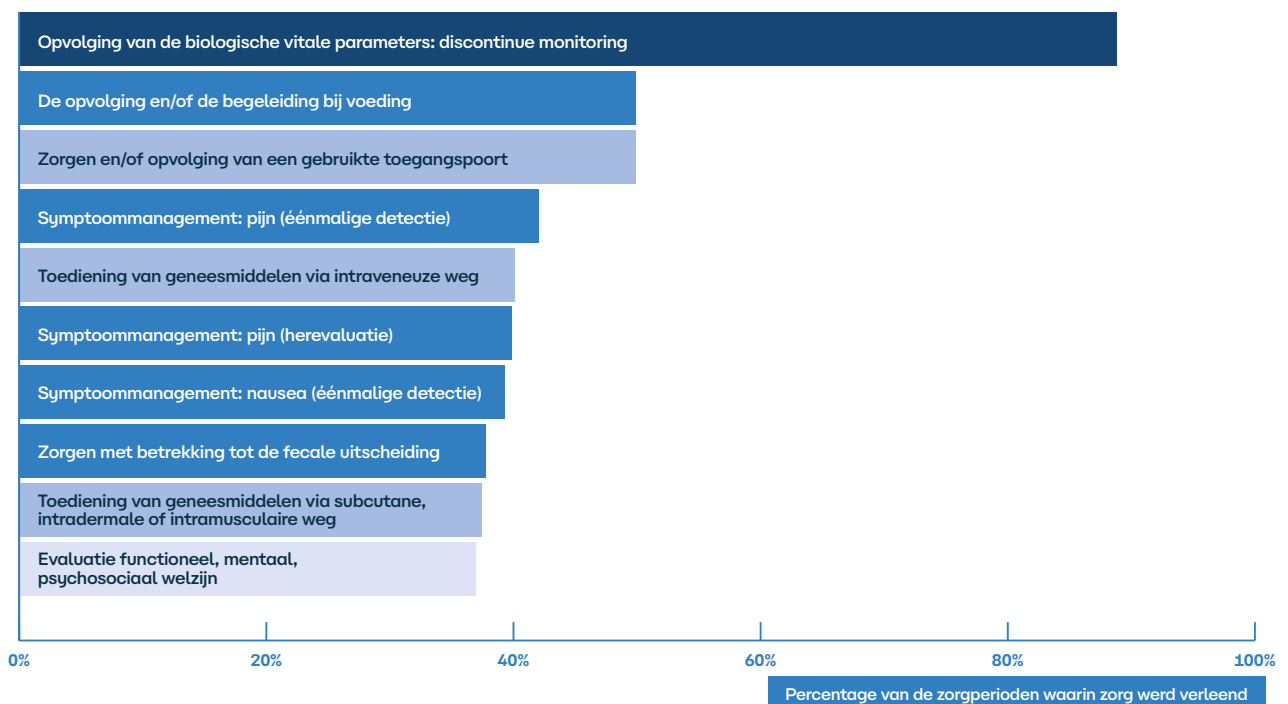 Opvolging van de biologische vitale parameters: discontinue monitoring
De opvolging en/of de begeleiding bij voeding
Zorgen en/of opvolging van een gebruikte toegangspoort
Symptoommanagement: pijn (éénmalige detectie)
Toediening van geneesmiddelen via intraveneuze weg
Symptoommanagement: pijn (herevaluatie)
Symptoommanagement: nausea (éénmalige detectie)
Zorgen met betrekking tot de fecale uitscheiding
Toediening van geneesmiddelen via subcutane,
intradermale of intramusculaire weg
Evaluatie functioneel, mentaal,
psychosociaal welzijn
0% 20% 40% 60% 80% 100%
Percentage van de zorgperioden waarin zorg werd verleend